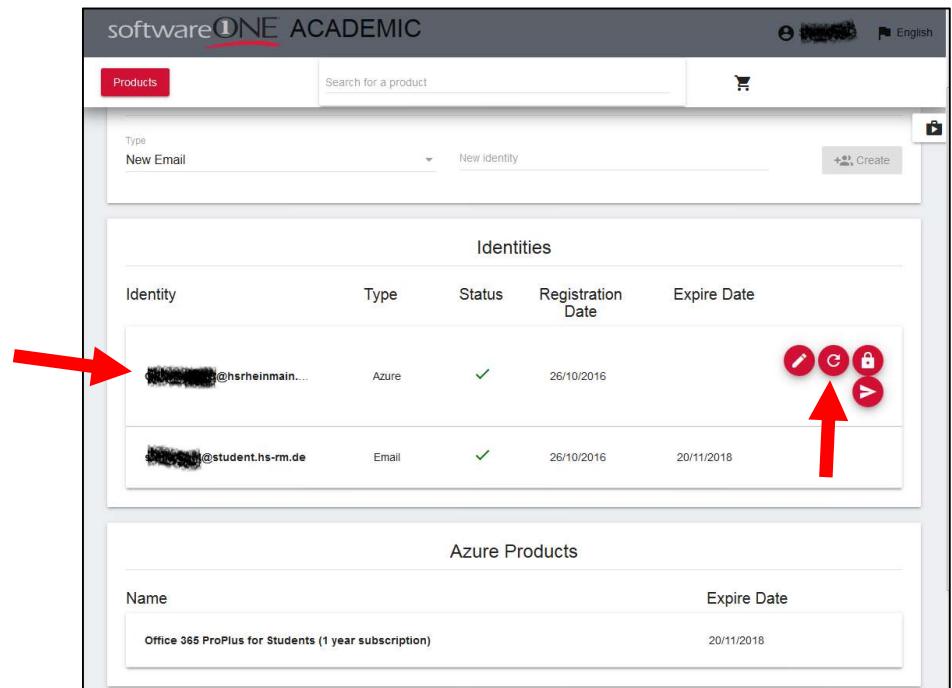 softwareONE ACADEMIC
English
Products
Search for a product
Type
New Email
New identity
Create
Identities
Identity Type Status Registration Date Expire Date
@hsrheinmain.... Azure 26/10/2016
@student.hs-rm.de Email 26/10/2016 20/11/2018
Azure Products
Name Expire Date
Office 365 ProPlus for Students (1 year subscription) 20/11/2018